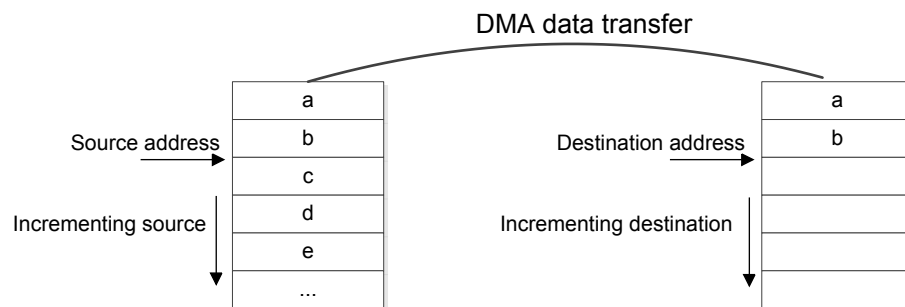 DMA data transfer
a
b
c
d
e
...
Source address
Incrementing source
a
b
Destination address
Incrementing destination